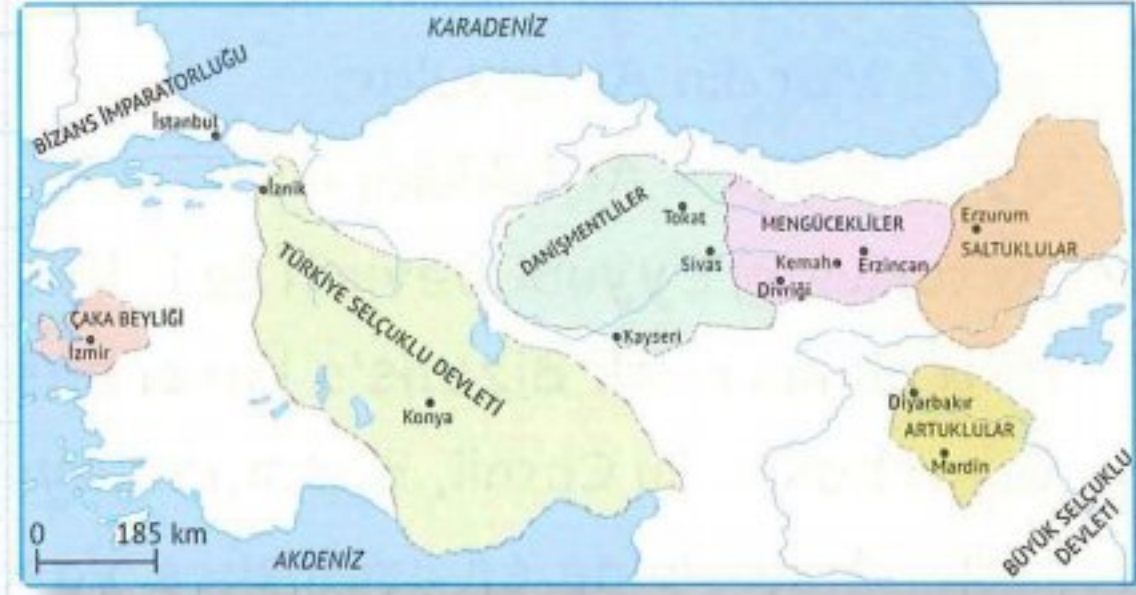 KARADENİZ
BİZANS İMPARATORLUĞU
İstanbul
İznik
DANİŞMENTLİLER
Tokat
Sivas
Kayseri
MENGÜCEKLİLER
Kemah
Erzincan
Divriği
Erzurum
SALTUKLULAR
TÜRKİYE SELÇUKLU DEVLETİ
Konya
ÇAKA BEYLİĞİ
İzmir
Diyarbakır
ARTUKLULAR
Mardin
BÜYÜK SELÇUKLU
DEVLETİ
0 185 km
AKDENİZ